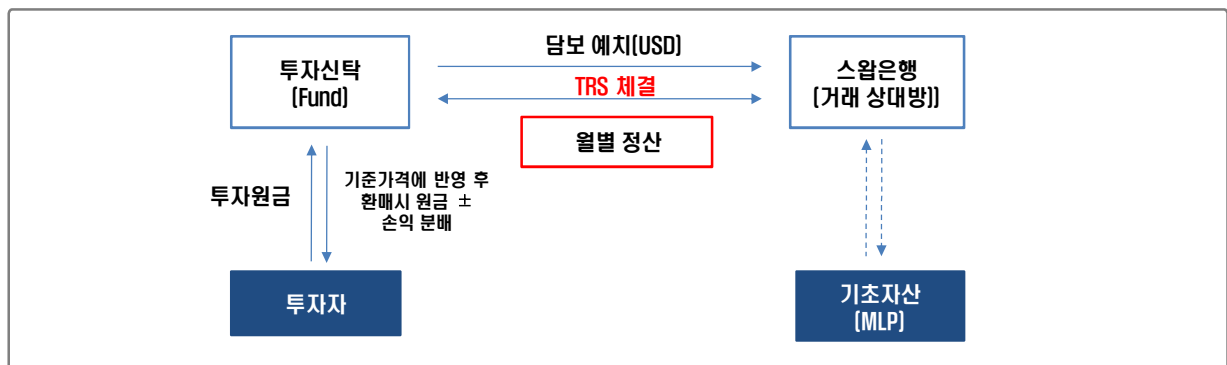 담보 예치(USD)
투자신탁
(Fund)
TRS 체결
스왑은행
(거래 상대방))
월별 정산
투자원금
기준가격에 반영 후
환매시 원금 ±
손익 분배
투자자
기초자산
(MLP)